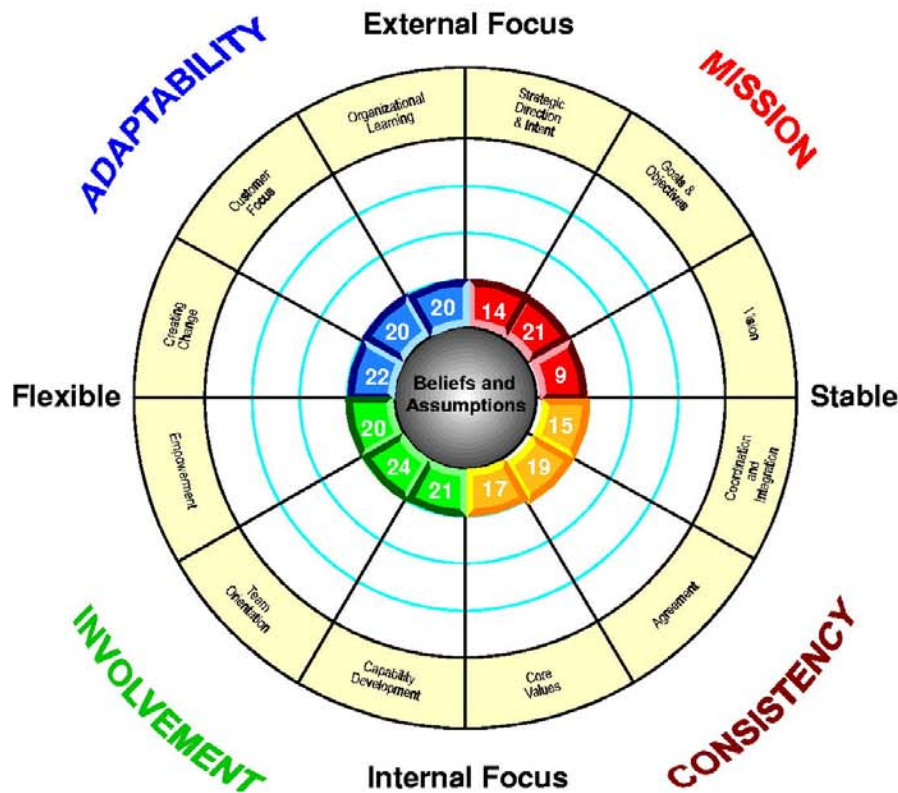 External Focus
ADAPTABILITY
MISSION
Organizational
Learning
Strategic
Direction
& Intent
Customer
Focus
Goals &
Objectives
Creating
Change
Vision
20
14
20
21
22
9
Flexible
Beliefs and
Assumptions
Stable
20
15
24
19
21
17
Empowerment
Coordination
and
Integration
Team
Orientation
Agreement
Capability
Development
Core
Values
INVOLVEMENT
CONSISTENCY
Internal Focus